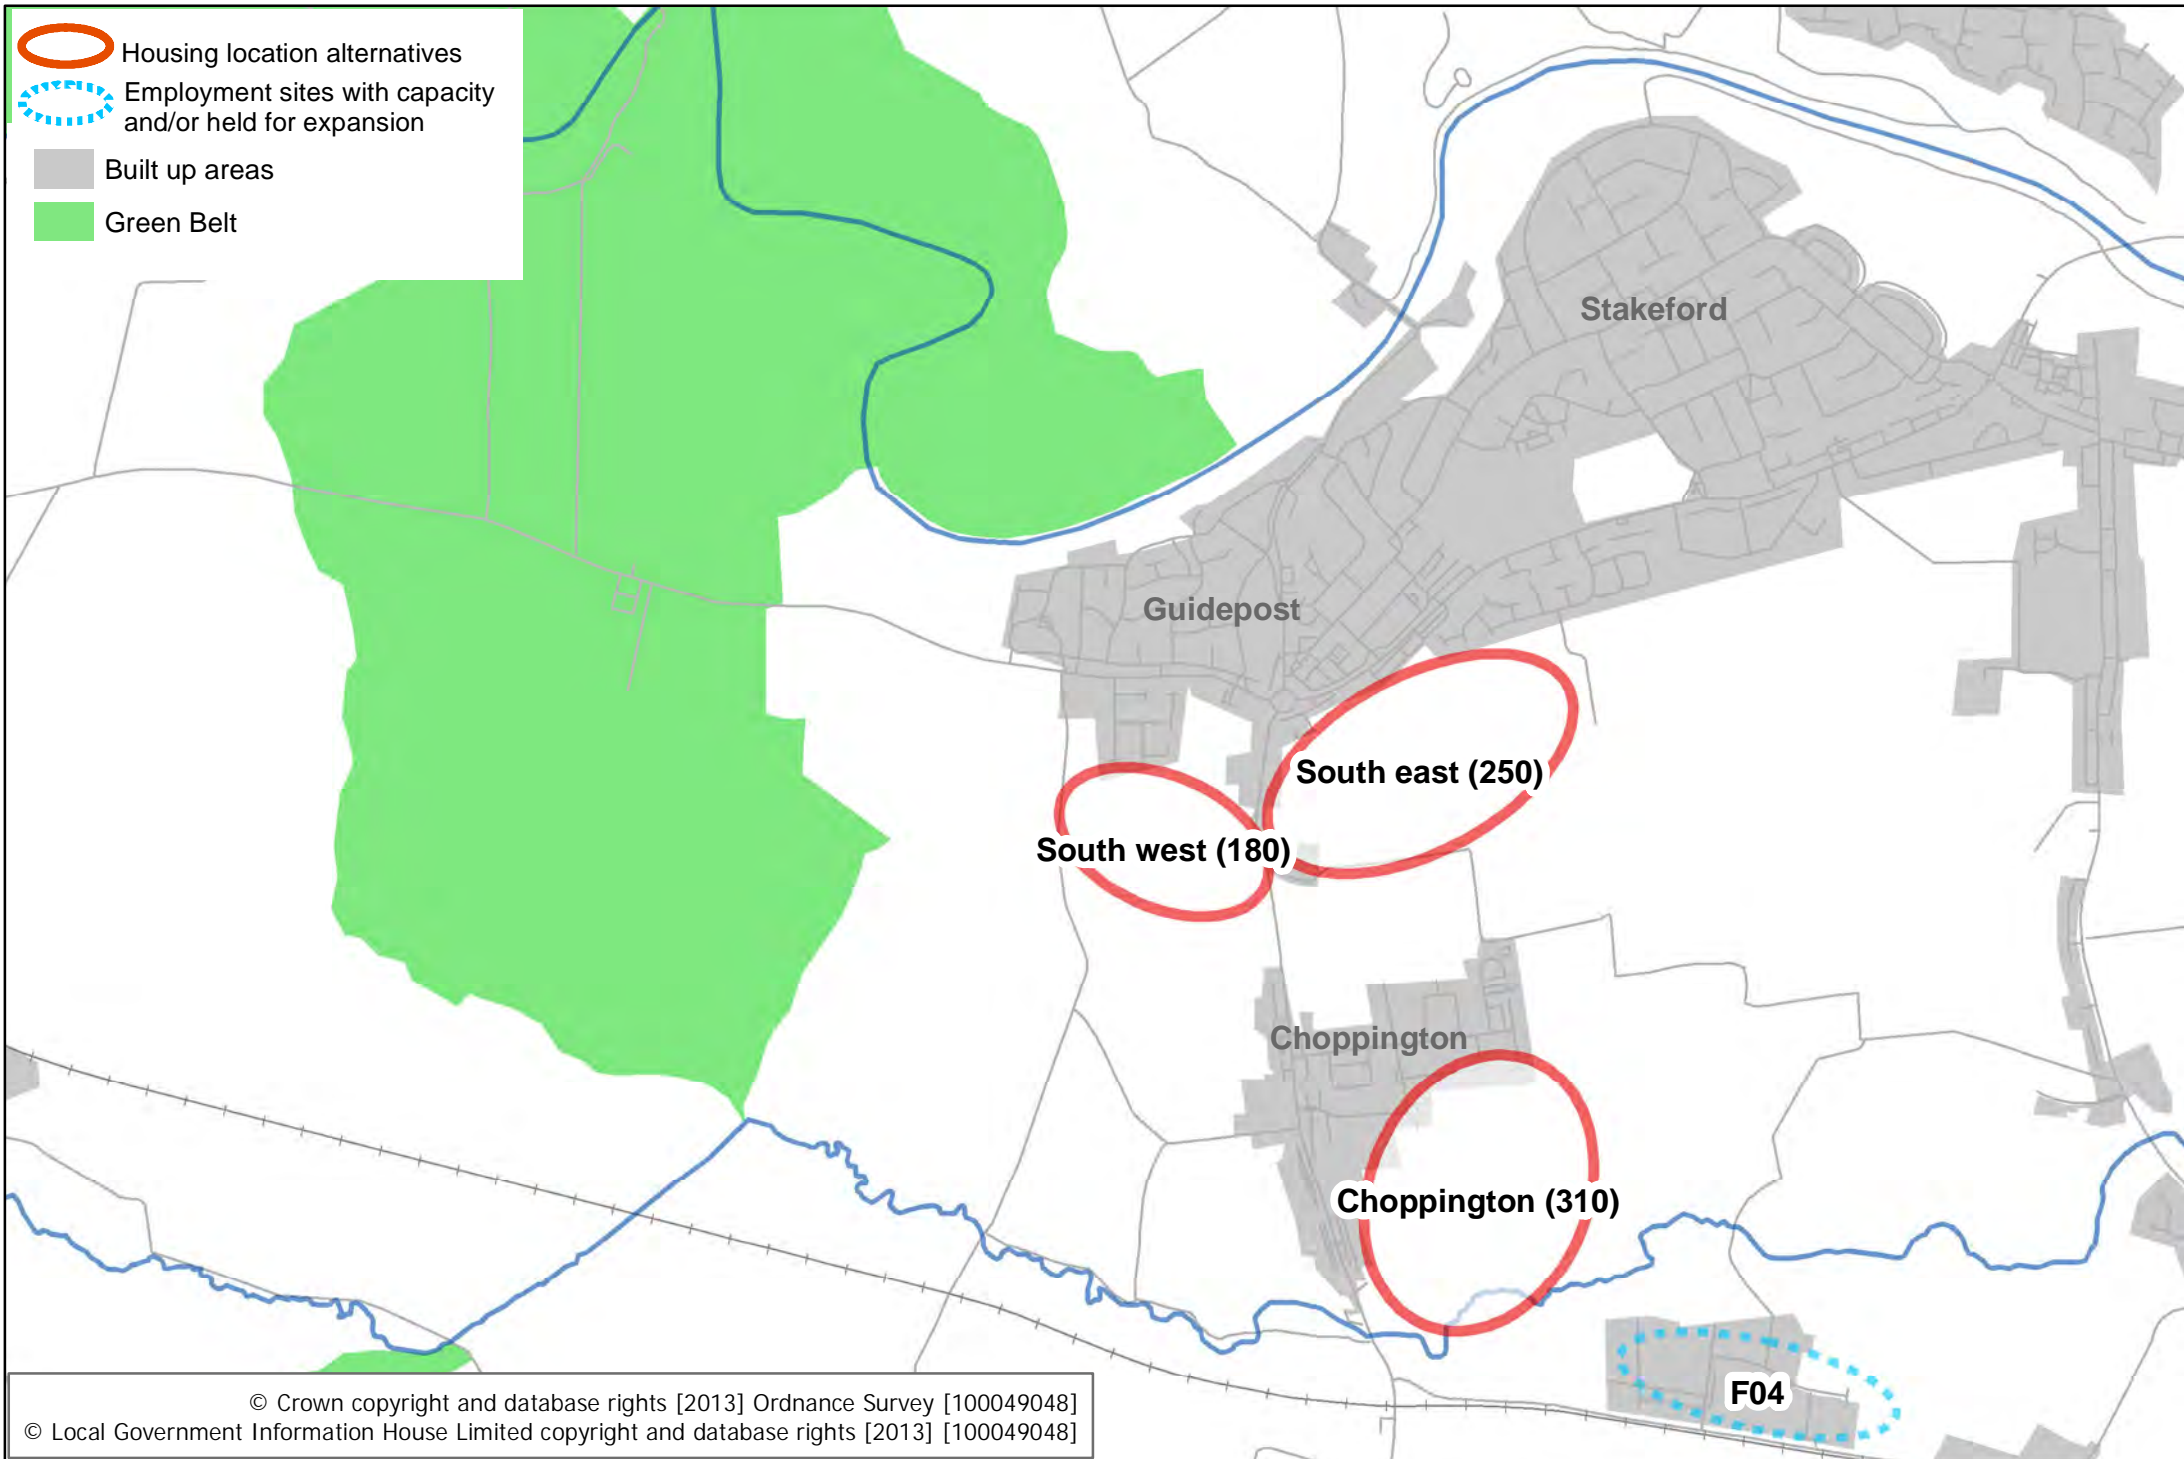 Housing location alternatives
Employment sites with capacity
and/or held for expansion
Built up areas
Green Belt
Stakeford
Guidepost
South east (250)
South west (180)
Choppington
Choppington (310)
F04
© Crown copyright and database rights [2013] Ordnance Survey [100049048]
© Local Government Information House Limited copyright and database rights [2013] [100049048]